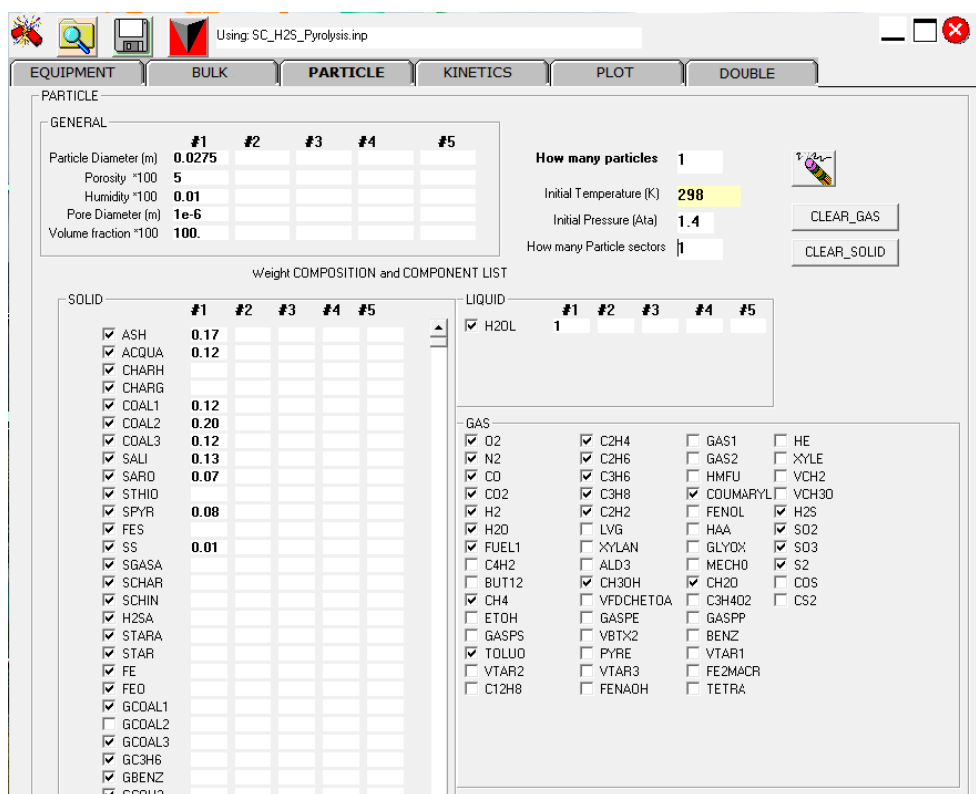 Using: SC_H2S_Pyrolysis.inp
EQUIPMENT BULK PARTICLE KINETICS PLOT DOUBLE
PARTICLE
GENERAL
#1 #2 #3 #4 #5
Particle Diameter (m) 0.0275
Porosity *100 5
Humidity *100 0.01
Pore Diameter (m) 1e-6
Volume fraction *100 100.
How many particles 1
Initial Temperature (K) 298
Initial Pressure (Ata) 1.4
How many Particle sectors 1
CLEAR_GAS
CLEAR_SOLID
Weight COMPOSITION and COMPONENT LIST
SOLID
#1 #2 #3 #4 #5
ASH 0.17
ACQUA 0.12
CHARH
CHARG
COAL1 0.12
COAL2 0.20
COAL3 0.12
SALI 0.13
SARO 0.07
STHIO
SPYR 0.08
FES
SS 0.01
SGASA
SCHAR
SCHIN
H2SA
STARA
STAR
FE
FEO
GCOAL1
GCOAL2
GCOAL3
GC3H6
GBENZ
LIQUID
#1 #2 #3 #4 #5
H2OL 1
GAS
O2 C2H4 GAS1 HE
N2 C2H6 GAS2 XYLE
CO C3H6 HMFU VCH2
CO2 C3H8 COUMARYL VCH3O
H2 C2H2 FENOL H2S
H2O LVG HAA SO2
FUEL1 XYLAN GLYOX SO3
C4H2 ALD3 MECHO S2
BUT12 CH3OH CH2O COS
CH4 VFDCHETOA C3H4O2 CS2
ETOH GASPE GASPP
GASPS VBTX2 BENZ
TOLUO PYRE VTAR1
VTAR2 VTAR3 FE2MACR
C12H8 FENAOH TETRA